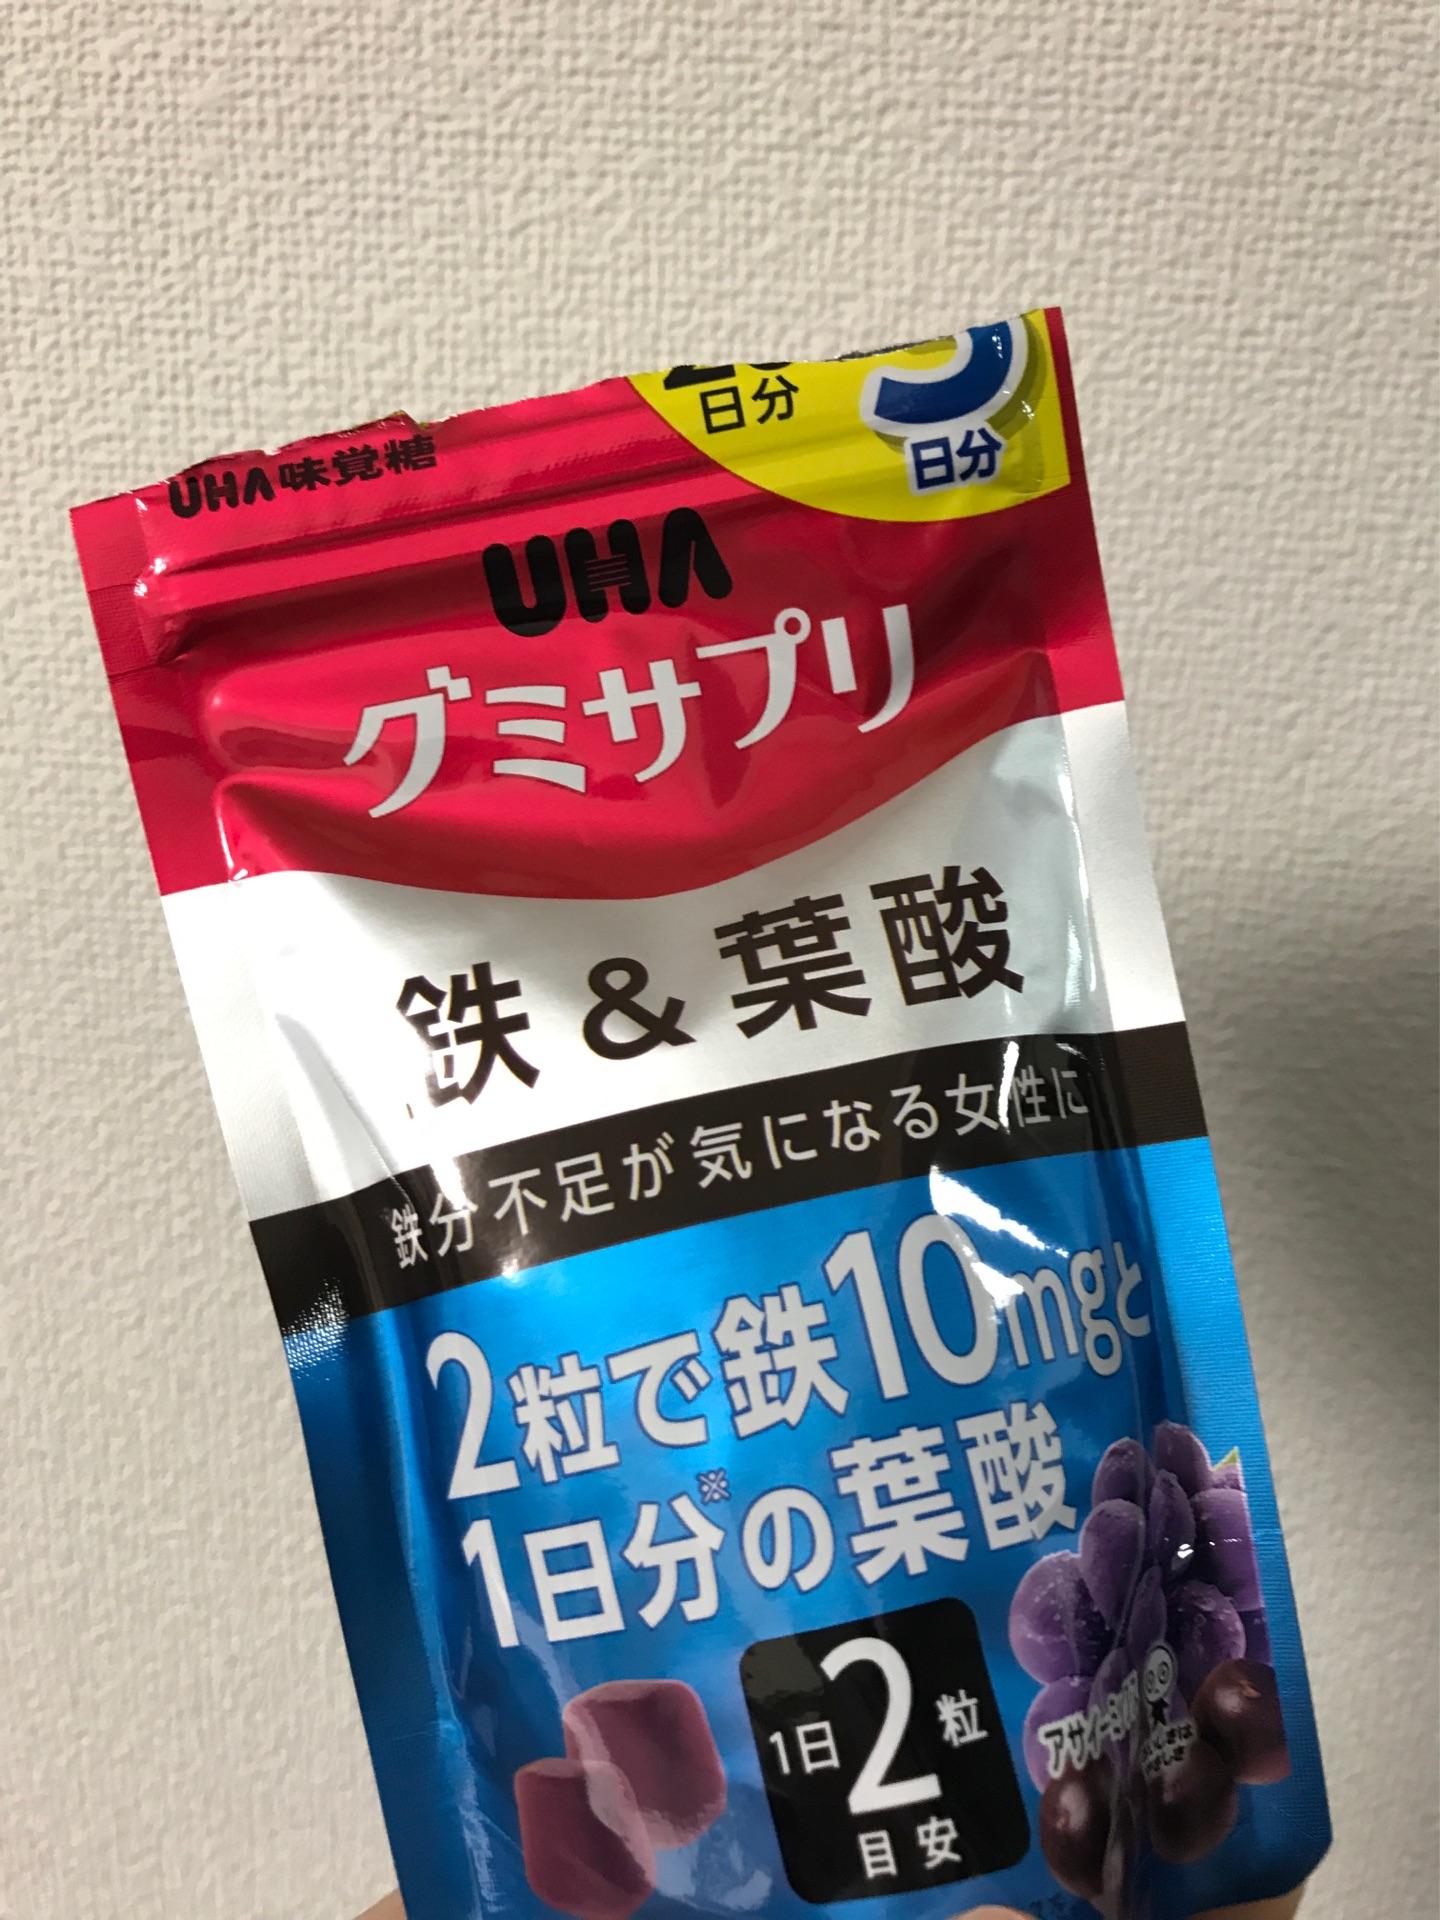 UHA味覚糖
日分
日分
UHA
グミサプリ
鉄&葉酸
鉄分不足が気になる女性に
2粒で鉄10mgと
1日分※の葉酸
1日2粒
目安